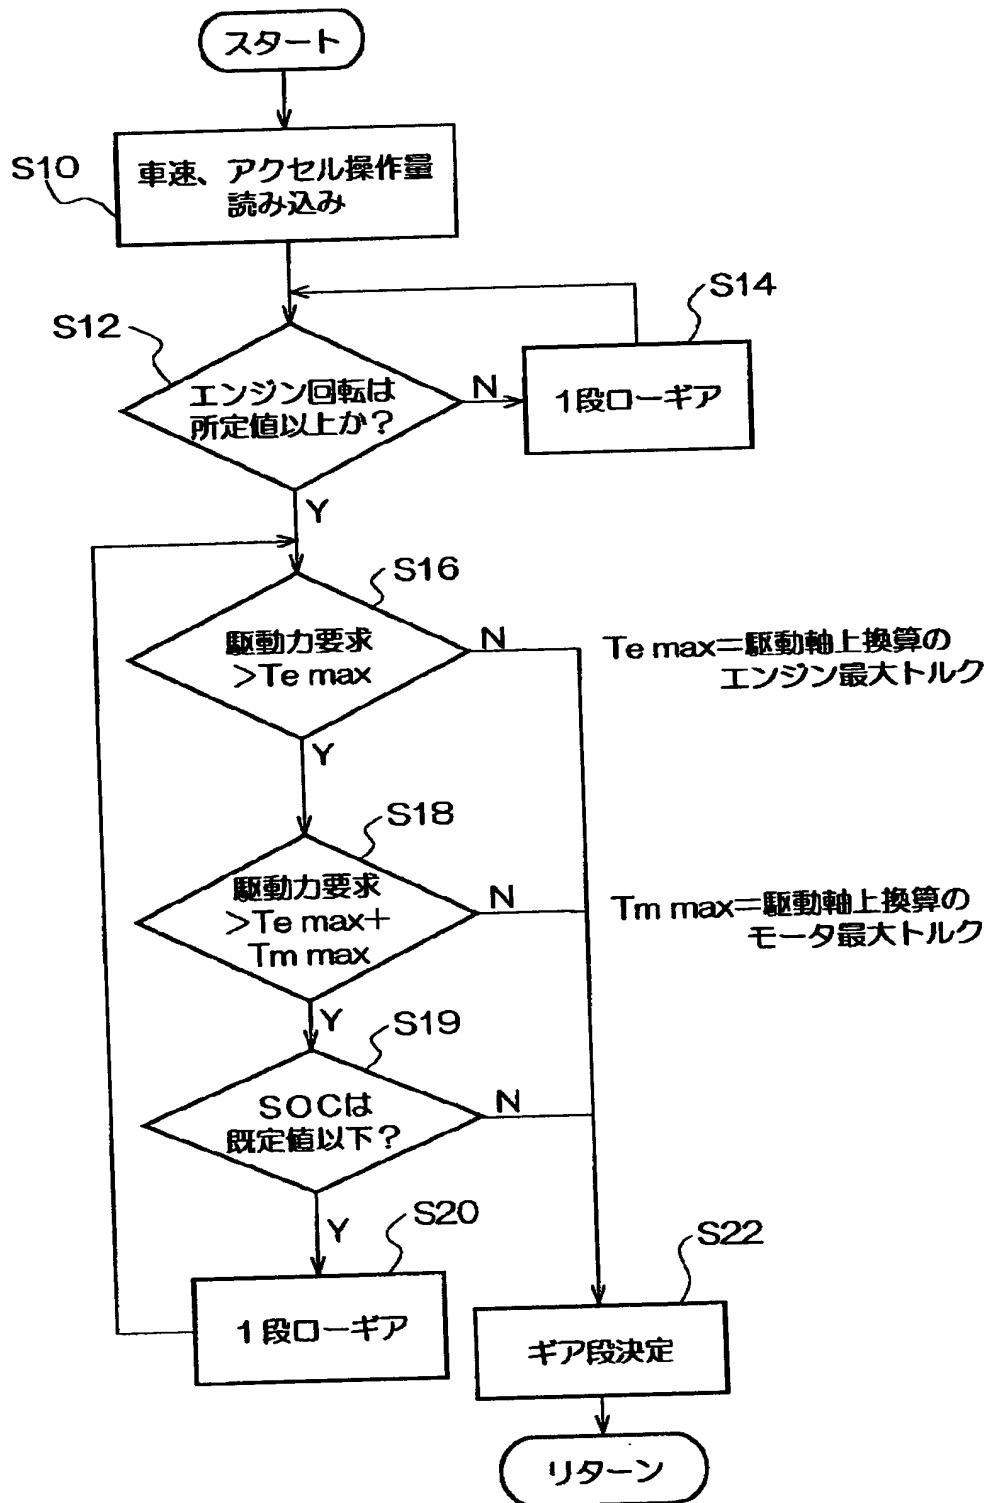 スタート
S10
車速、アクセル操作量
読み込み
S14
S12
エンジン回転は
所定値以上か?
N
1段ローギア
Y
S16
駆動力要求
>Te max
N
Te max=駆動軸上換算の
エンジン最大トルク
Y
S18
駆動力要求
>Te max+
Tm max
N
Tm max=駆動軸上換算の
モータ最大トルク
Y
S19
SOCは
既定値以下?
N
Y
S20
1段ローギア
S22
ギア段決定
リターン